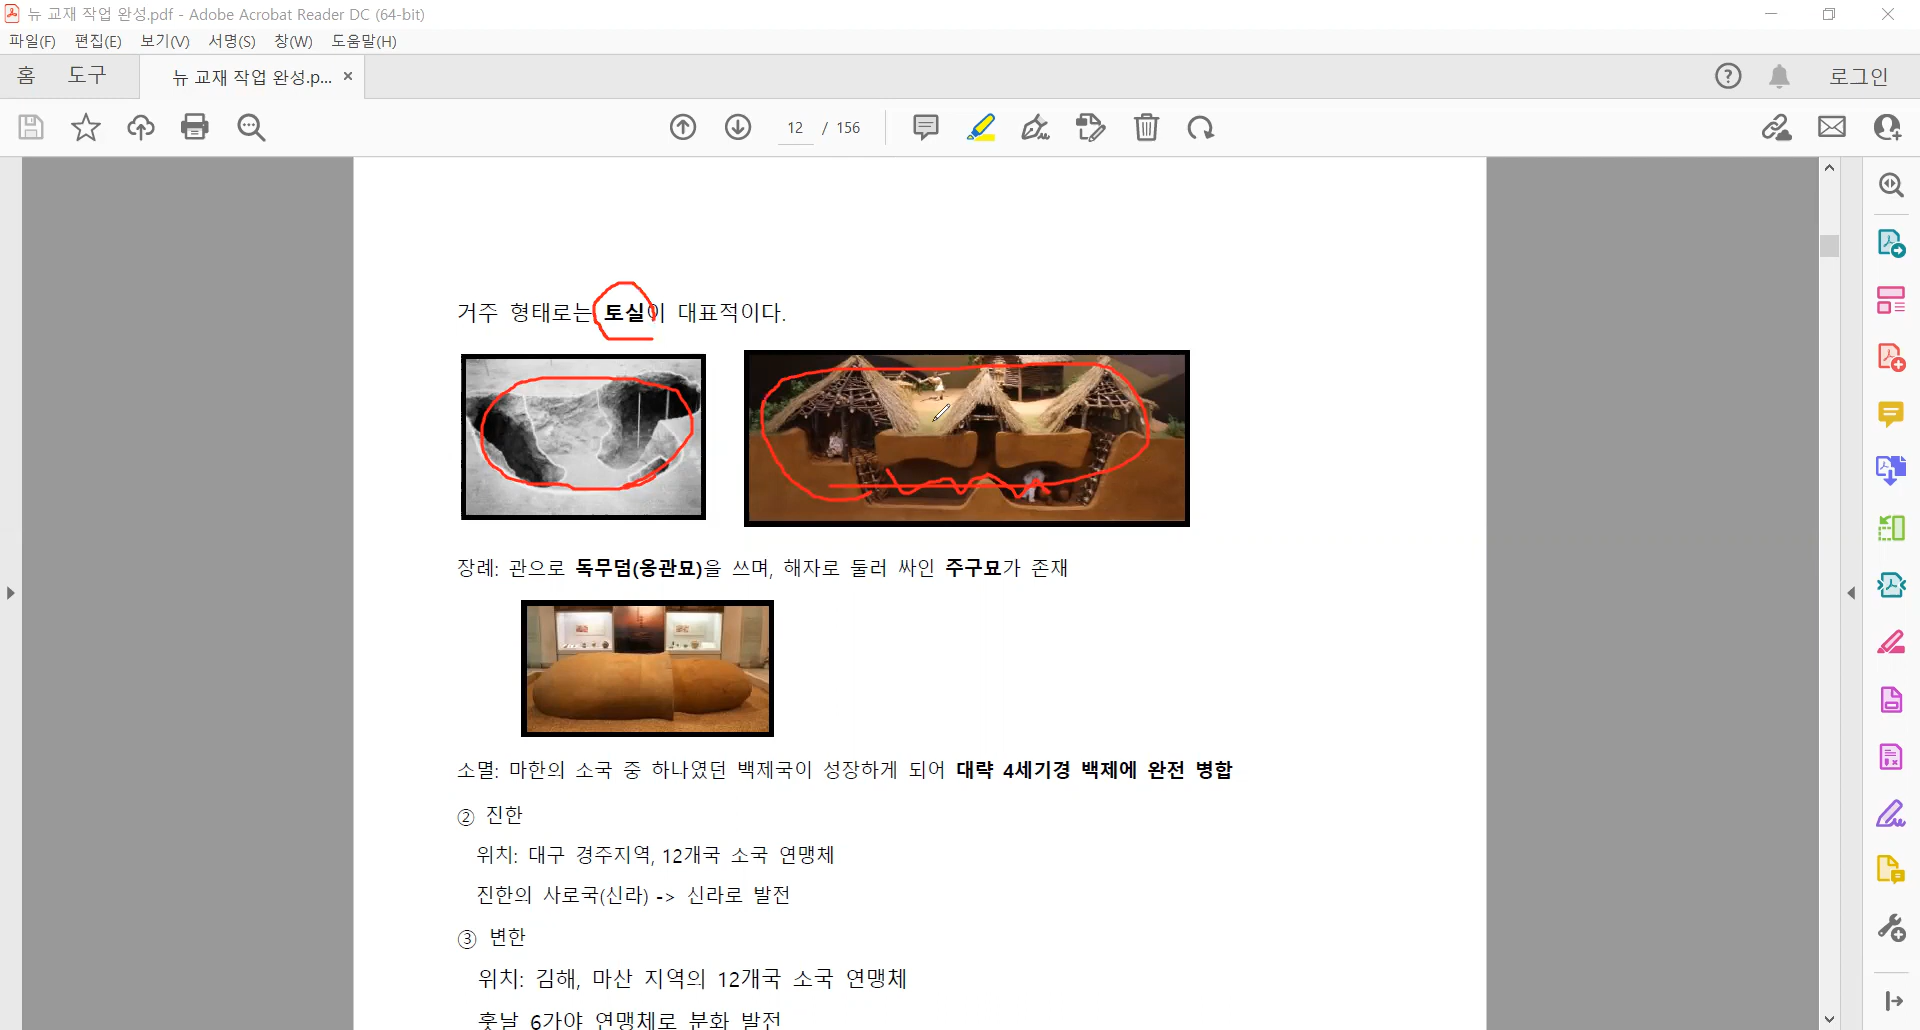 뉴 교재 작업 완성.pdf - Adobe Acrobat Reader DC (64-bit)
파일(F) 편집(E) 보기(V) 서명(S) 창(W) 도움말(H)
홈 도구 뉴 교재 작업 완성.p... × 로그인
12 / 156
거주 형태로는 토실이 대표적이다.
장례: 관으로 독무덤(옹관묘)을 쓰며, 해자로 둘러 싸인 주구묘가 존재
소멸: 마한의 소국 중 하나였던 백제국이 성장하게 되어 대략 4세기경 백제에 완전 병합
② 진한
위치: 대구 경주지역, 12개국 소국 연맹체
진한의 사로국(신라) -> 신라로 발전
③ 변한
위치: 김해, 마산 지역의 12개국 소국 연맹체
훗날 6가야 연맹체로 분화 발전